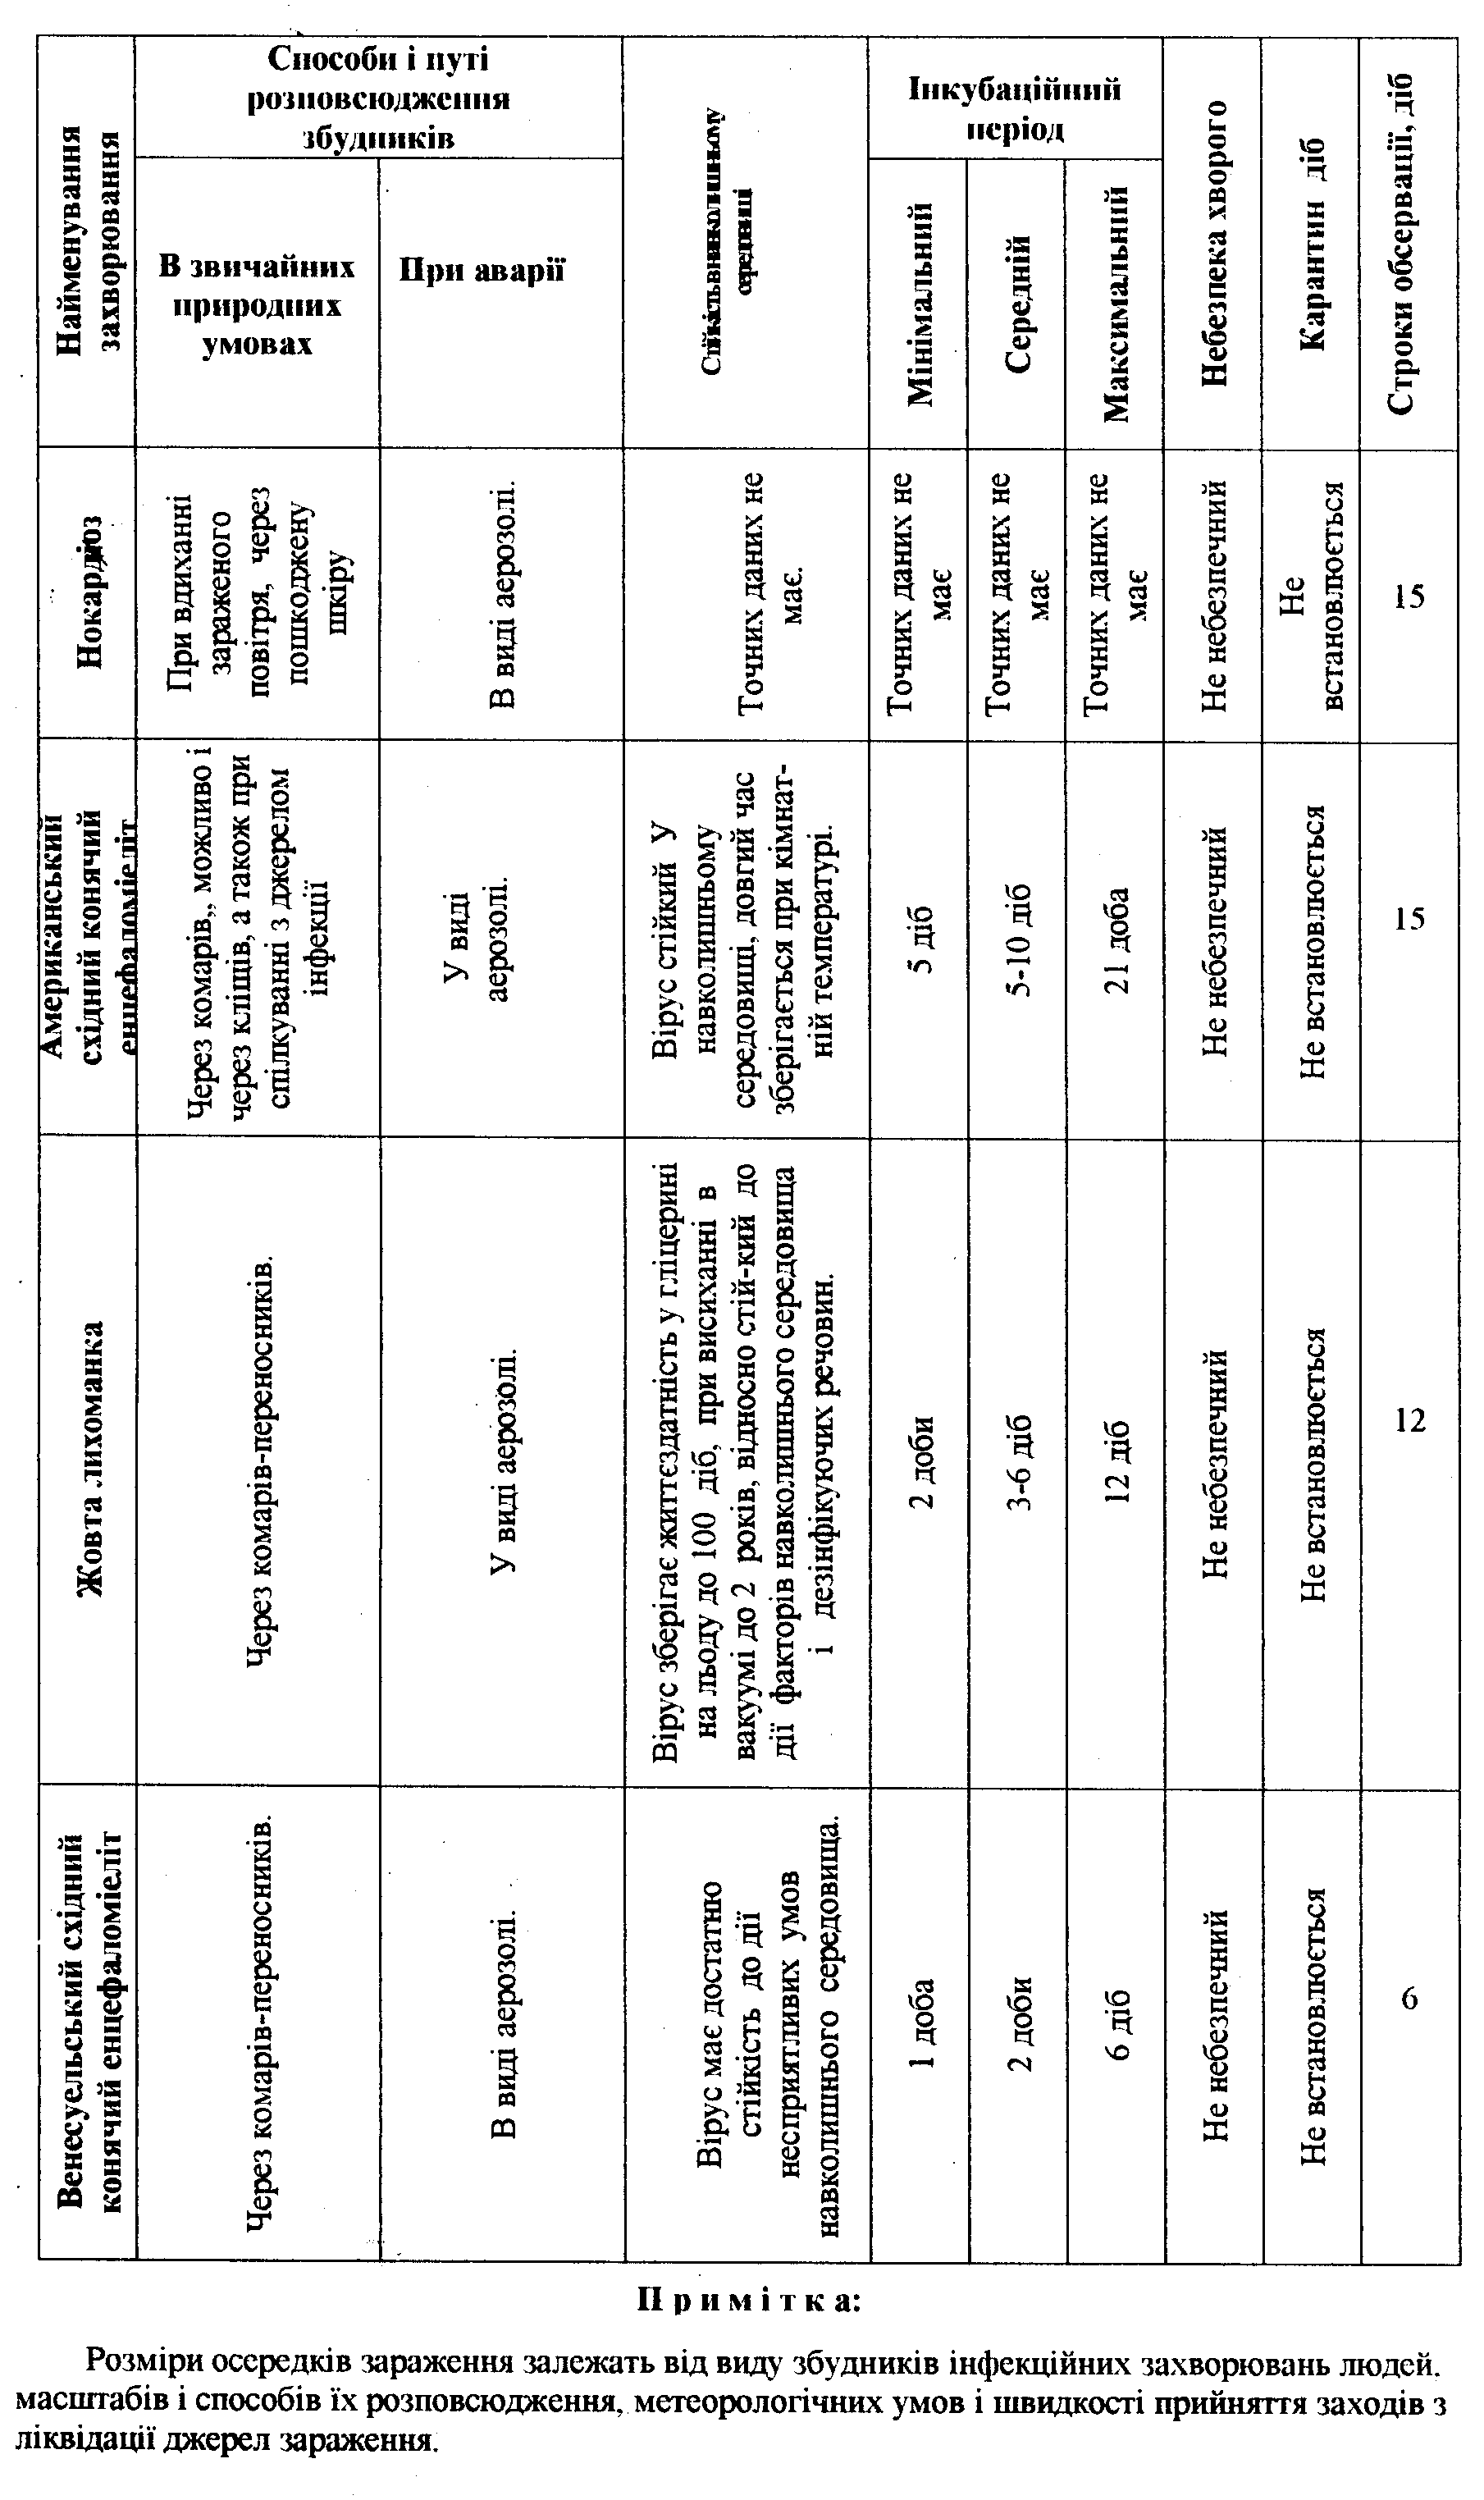 Найменування
захворювання
Способи і путі
розповсюдження
збудників
В звичайних
природних
умовах
При аварії
Стійкість в навколишньому
середовищі
Інкубаційний
період
Мінімальний
Середній
Максимальний
Небезпека хворого
Карантин діб
Строки обсервації, діб
Нокардіоз
При вдиханні
зараженого
повітря, через
пошкоджену
шкіру
В виді аерозолі.
Точних даних не
має.
Точних даних не
має
Точних даних не
має
Точних даних не
має
Не небезпечний
Не
встановлюється
15
Американський
східний конячий
енцефаломієліт
Через комарів,, можливо і
через кліщів, а також при
спілкуванні з джерелом
інфекції
У виді
аерозолі.
Вірус стійкий У
навколишньому
середовищі, довгий час
зберігається при кімнат-
ній температурі.
5 діб
5-10 діб
21 доба
Не небезпечний
Не встановлюється
15
Жовта лихоманка
Через комарів-переносників.
У виді аерозолі.
Вірус зберігає життєздатність у гліцерині
на льоду до 100 діб, при висиханні в
вакуумі до 2 років, відносно стій-кий до
дії факторів навколишнього середовища
і дезінфікуючих речовин.
2 доби
3-6 діб
12 діб
Не небезпечний
Не встановлюється
12
Венесуельський східний
конячий енцефаломієліт
Через комарів-переносників.
В виді аерозолі.
Вірус має достатню
стійкість до дії
несприятливих умов
навколишнього середовища.
1 доба
2 доби
6 діб
Не небезпечний
Не встановлюється
6
П р и м і т к а:
Розміри осередків зараження залежать від виду збудників інфекційних захворювань людей.
масштабів і способів їх розповсюдження, метеорологічних умов і швидкості прийняття заходів з
ліквідації джерел зараження.